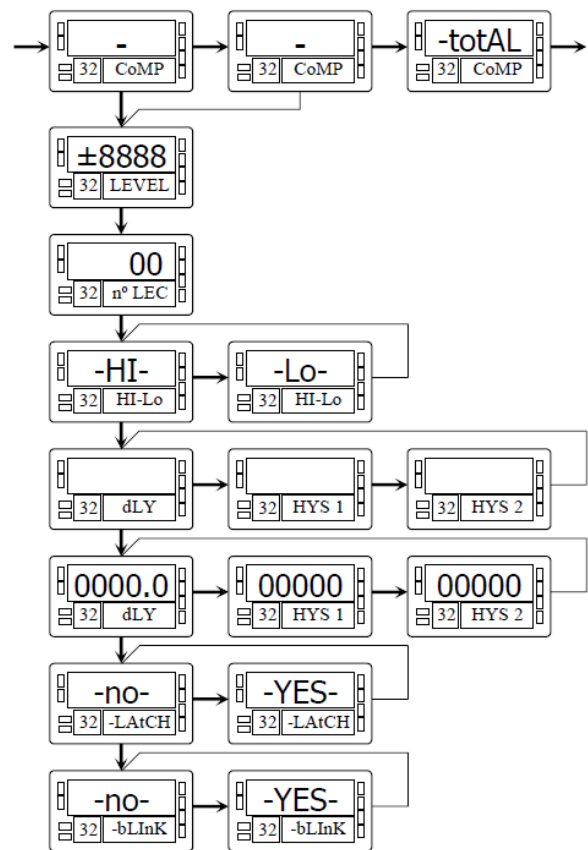 - - -totAL
32 CoMP 32 CoMP 32 CoMP
±8888
32 LEVEL
00
32 nº LEC
-HI- -Lo-
32 HI-Lo 32 HI-Lo
32 dLY 32 HYS 1 32 HYS 2
0000.0 00000 00000
32 dLY 32 HYS 1 32 HYS 2
-no- -YES-
32 -LAtCH 32 -LAtCH
-no- -YES-
32 -bLInK 32 -bLInK